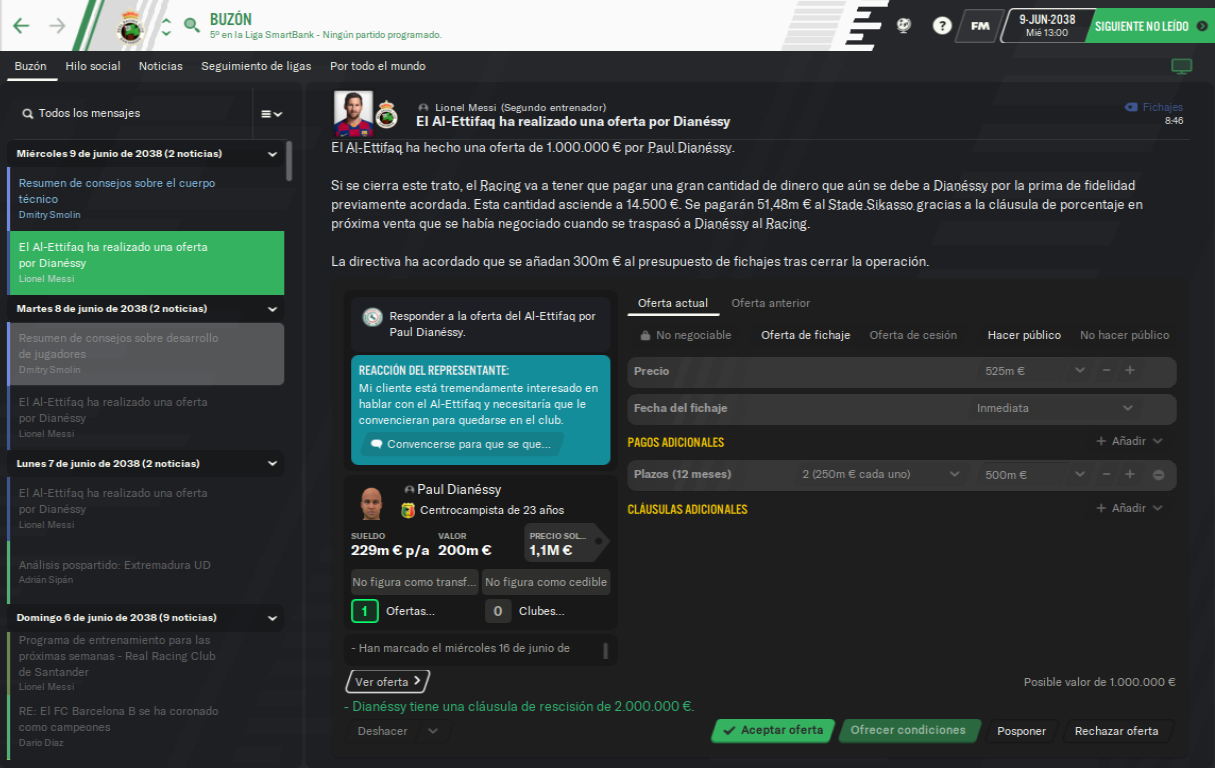 BUZÓN
5º en la Liga SmartBank - Ningún partido programado.
?
FM
9-JUN-2038
Mié 13:00
SIGUIENTE NO LEÍDO
Buzón
Hilo social
Noticias
Seguimiento de ligas
Por todo el mundo
Todos los mensajes
Miércoles 9 de junio de 2038 (2 noticias)
Resumen de consejos sobre el cuerpo
técnico
Dmitry Smolin
El Al-Ettifaq ha realizado una oferta
por Dianéssy
Lionel Messi
Martes 8 de junio de 2038 (2 noticias)
Resumen de consejos sobre desarrollo
de jugadores
Dmitry Smolin
El Al-Ettifaq ha realizado una oferta
por Dianéssy
Lionel Messi
Lunes 7 de junio de 2038 (2 noticias)
El Al-Ettifaq ha realizado una oferta
por Dianéssy
Lionel Messi
Análisis pospartido: Extremadura UD
Adrián Sipán
Domingo 6 de junio de 2038 (9 noticias)
Programa de entrenamiento para las
próximas semanas - Real Racing Club
de Santander
Lionel Messi
RE: El FC Barcelona B se ha coronado
como campeones
Dario Díaz
Lionel Messi (Segundo entrenador)
El Al-Ettifaq ha realizado una oferta por Dianéssy
Fichajes
8:46
El Al-Ettifaq ha hecho una oferta de 1.000.000 € por Paul Dianéssy.
Si se cierra este trato, el Racing va a tener que pagar una gran cantidad de dinero que aún se debe a Dianéssy por la prima de fidelidad
previamente acordada. Esta cantidad asciende a 14.500 €. Se pagarán 51,48m € al Stade Sikasso gracias a la cláusula de porcentaje en
próxima venta que se había negociado cuando se traspasó a Dianéssy al Racing.
La directiva ha acordado que se añadan 300m € al presupuesto de fichajes tras cerrar la operación.
Responder a la oferta del Al-Ettifaq por
Paul Dianéssy.
REACCIÓN DEL REPRESENTANTE:
Mi cliente está tremendamente interesado en
hablar con el Al-Ettifaq y necesitaría que le
convencieran para quedarse en el club.
Convencerse para que se que...
Paul Dianéssy
Centrocampista de 23 años
SUELDO
229m € p/a
VALOR
200m €
PRECIO SOL...
1,1M €
No figura como transf...
No figura como cedible
1
Ofertas...
0
Clubes...
- Han marcado el miércoles 16 de junio de
Ver oferta
- Dianéssy tiene una cláusula de rescisión de 2.000.000 €.
Deshacer
Oferta actual
Oferta anterior
No negociable
Oferta de fichaje
Oferta de cesión
Hacer público
No hacer público
Precio
525m €
Fecha del fichaje
Inmediata
PAGOS ADICIONALES
Añadir
Plazos (12 meses)
2 (250m € cada uno)
500m €
CLÁUSULAS ADICIONALES
Añadir
Posible valor de 1.000.000 €
Aceptar oferta
Ofrecer condiciones
Posponer
Rechazar oferta